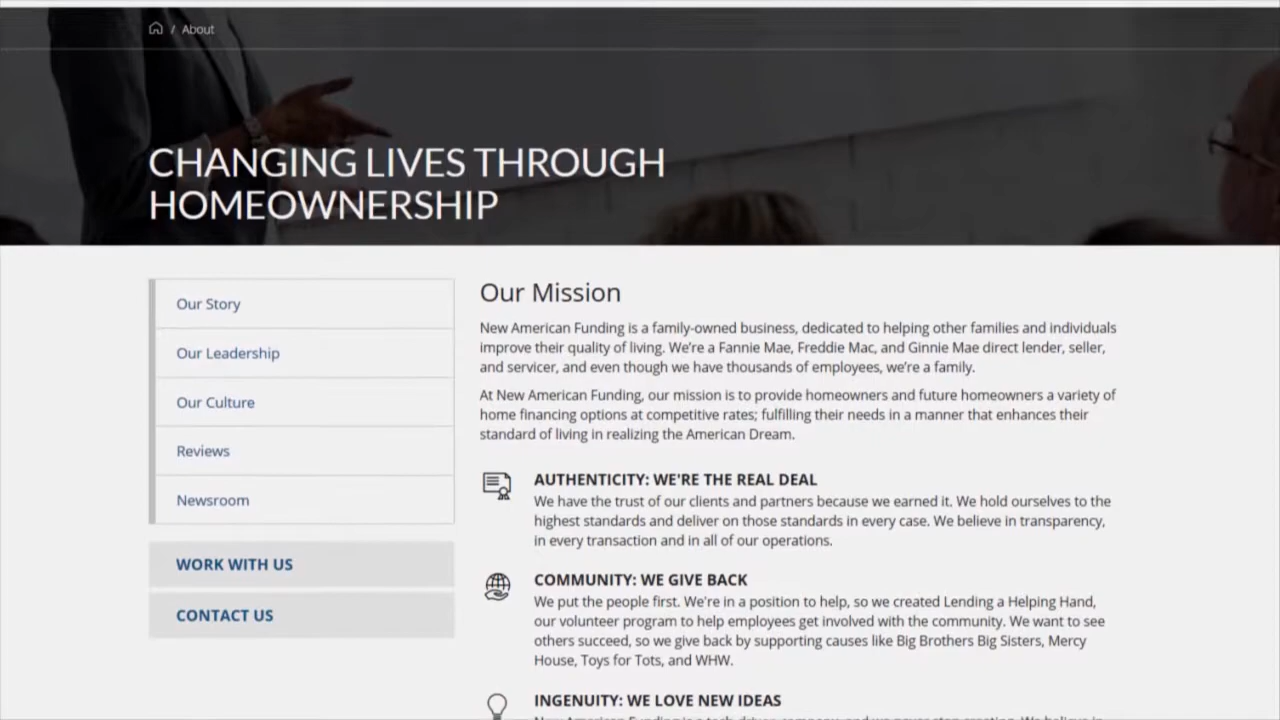 / About
CHANGING LIVES THROUGH
HOMEOWNERSHIP
Our Story
Our Leadership
Our Culture
Reviews
Newsroom
WORK WITH US
CONTACT US
Our Mission
New American Funding is a family-owned business, dedicated to helping other families and individuals
improve their quality of living. We’re a Fannie Mae, Freddie Mac, and Ginnie Mae direct lender, seller,
and servicer, and even though we have thousands of employees, we’re a family.
At New American Funding, our mission is to provide homeowners and future homeowners a variety of
home financing options at competitive rates; fulfilling their needs in a manner that enhances their
standard of living in realizing the American Dream.
AUTHENTICITY: WE'RE THE REAL DEAL
We have the trust of our clients and partners because we earned it. We hold ourselves to the
highest standards and deliver on those standards in every case. We believe in transparency,
in every transaction and in all of our operations.
COMMUNITY: WE GIVE BACK
We put the people first. We're in a position to help, so we created Lending a Helping Hand,
our volunteer program to help employees get involved with the community. We want to see
others succeed, so we give back by supporting causes like Big Brothers Big Sisters, Mercy
House, Toys for Tots, and WHW.
INGENUITY: WE LOVE NEW IDEAS